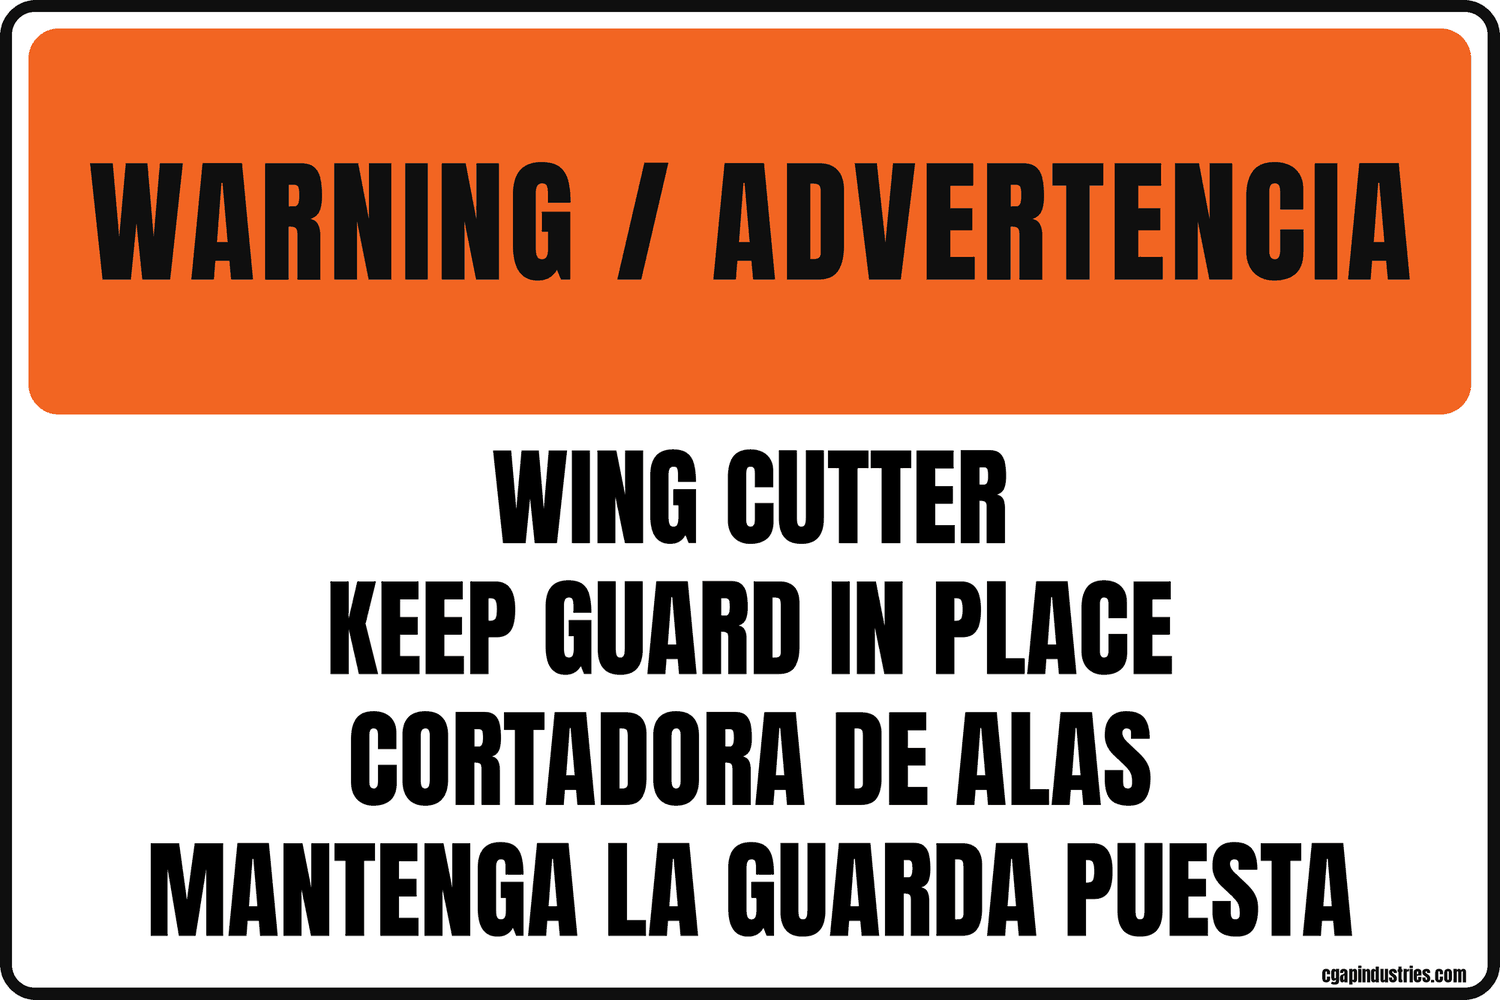 WARNING / ADVERTENCIA
WING CUTTER
KEEP GUARD IN PLACE
CORTADORA DE ALAS
MANTENGA LA GUARDA PUESTA
cgapindustries.com